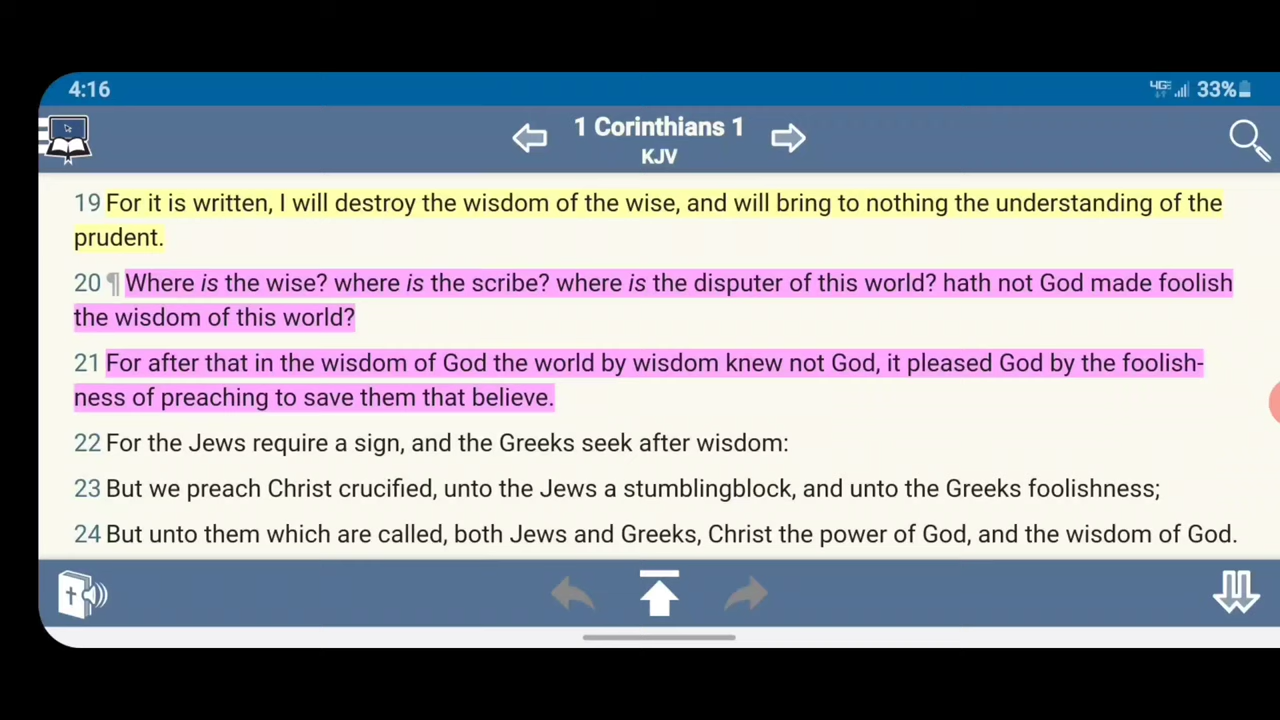 4:16
4GE 33%
1 Corinthians 1
KJV
19 For it is written, I will destroy the wisdom of the wise, and will bring to nothing the understanding of the
prudent.
20 ¶ Where is the wise? where is the scribe? where is the disputer of this world? hath not God made foolish
the wisdom of this world?
21 For after that in the wisdom of God the world by wisdom knew not God, it pleased God by the foolish-
ness of preaching to save them that believe.
22 For the Jews require a sign, and the Greeks seek after wisdom:
23 But we preach Christ crucified, unto the Jews a stumblingblock, and unto the Greeks foolishness;
24 But unto them which are called, both Jews and Greeks, Christ the power of God, and the wisdom of God.